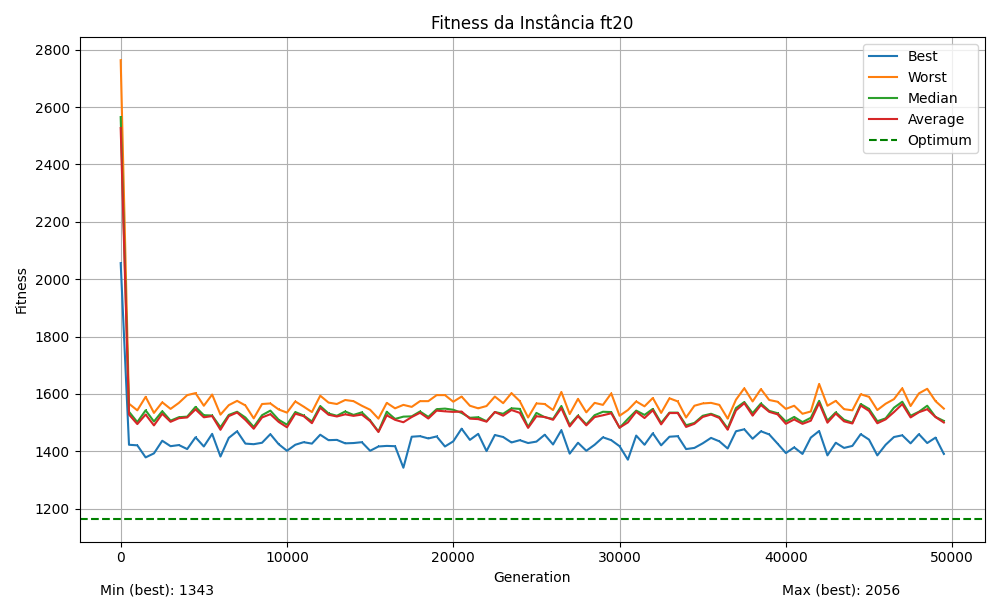 Fitness da Instância ft20
Fitness
2800
2600
2400
2200
2000
1800
1600
1400
1200
Best
Worst
Median
Average
Optimum
0
10000
20000
30000
40000
50000
Generation
Min (best): 1343
Max (best): 2056